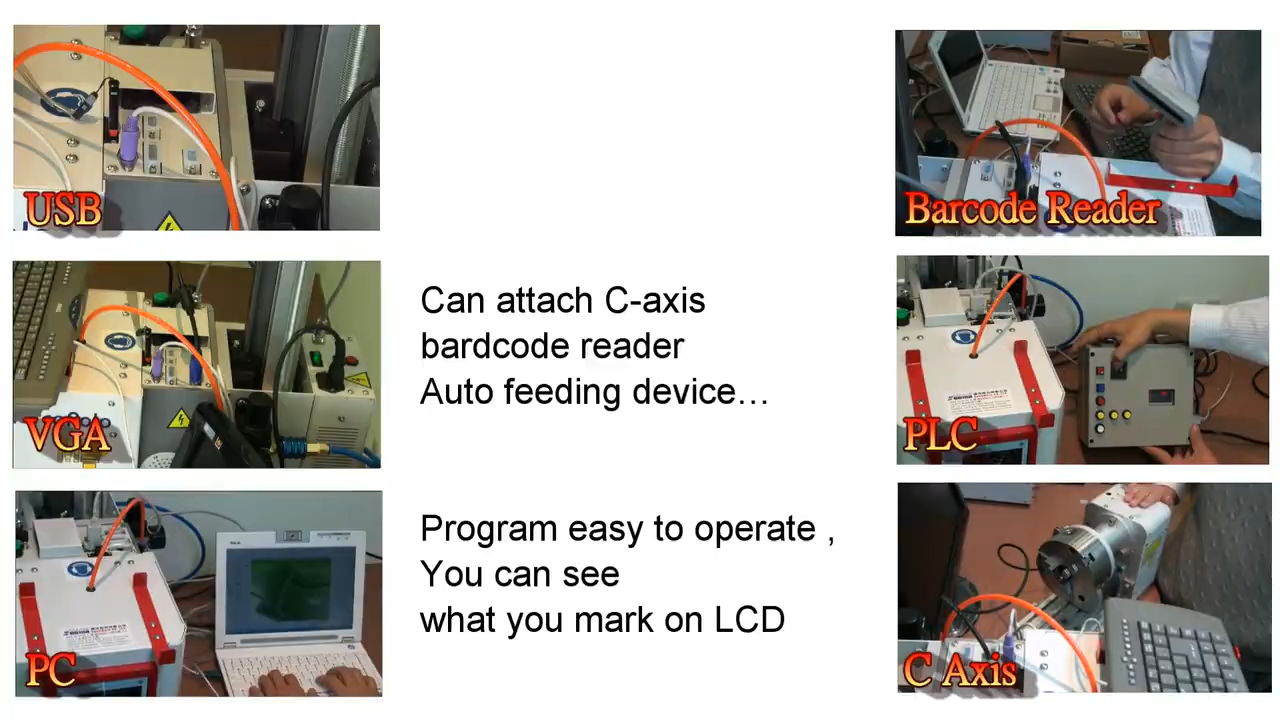 USB
Barcode Reader
Can attach C-axis
bardcode reader
Auto feeding device…
VGA
PLC
Program easy to operate ,
You can see
what you mark on LCD
PC
C Axis